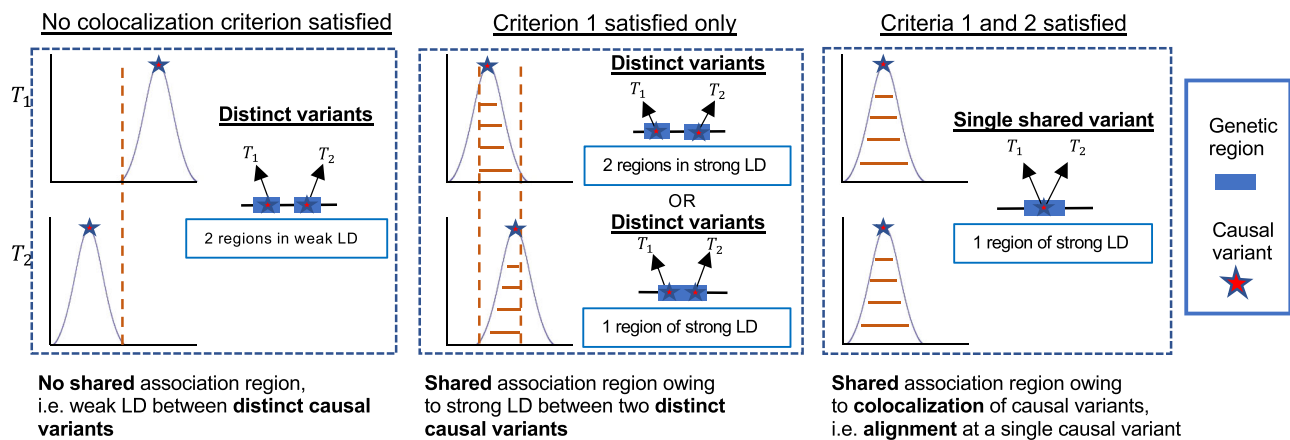 No colocalization criterion satisfied
T1
T2
Distinct variants
T1
T2
2 regions in weak LD
No shared association region,
i.e. weak LD between distinct causal
variants
Criterion 1 satisfied only
Distinct variants
T1
T2
2 regions in strong LD
OR
Distinct variants
T1
T2
1 region of strong LD
Shared association region owing
to strong LD between two distinct
causal variants
Criteria 1 and 2 satisfied
Single shared variant
T1
T2
1 region of strong LD
Shared association region owing
to colocalization of causal variants,
i.e. alignment at a single causal variant
Genetic
region
Causal
variant